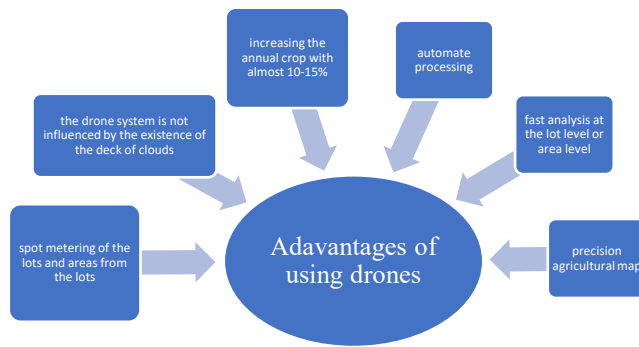 increasing the
annual crop with
almost 10-15%
automate
processing
the drone system is not
influenced by the existence of
the deck of clouds
fast analysis at
the lot level or
area level
spot metering of the
lots and areas from
the lots
Adavantages of
using drones
precision
agricultural map